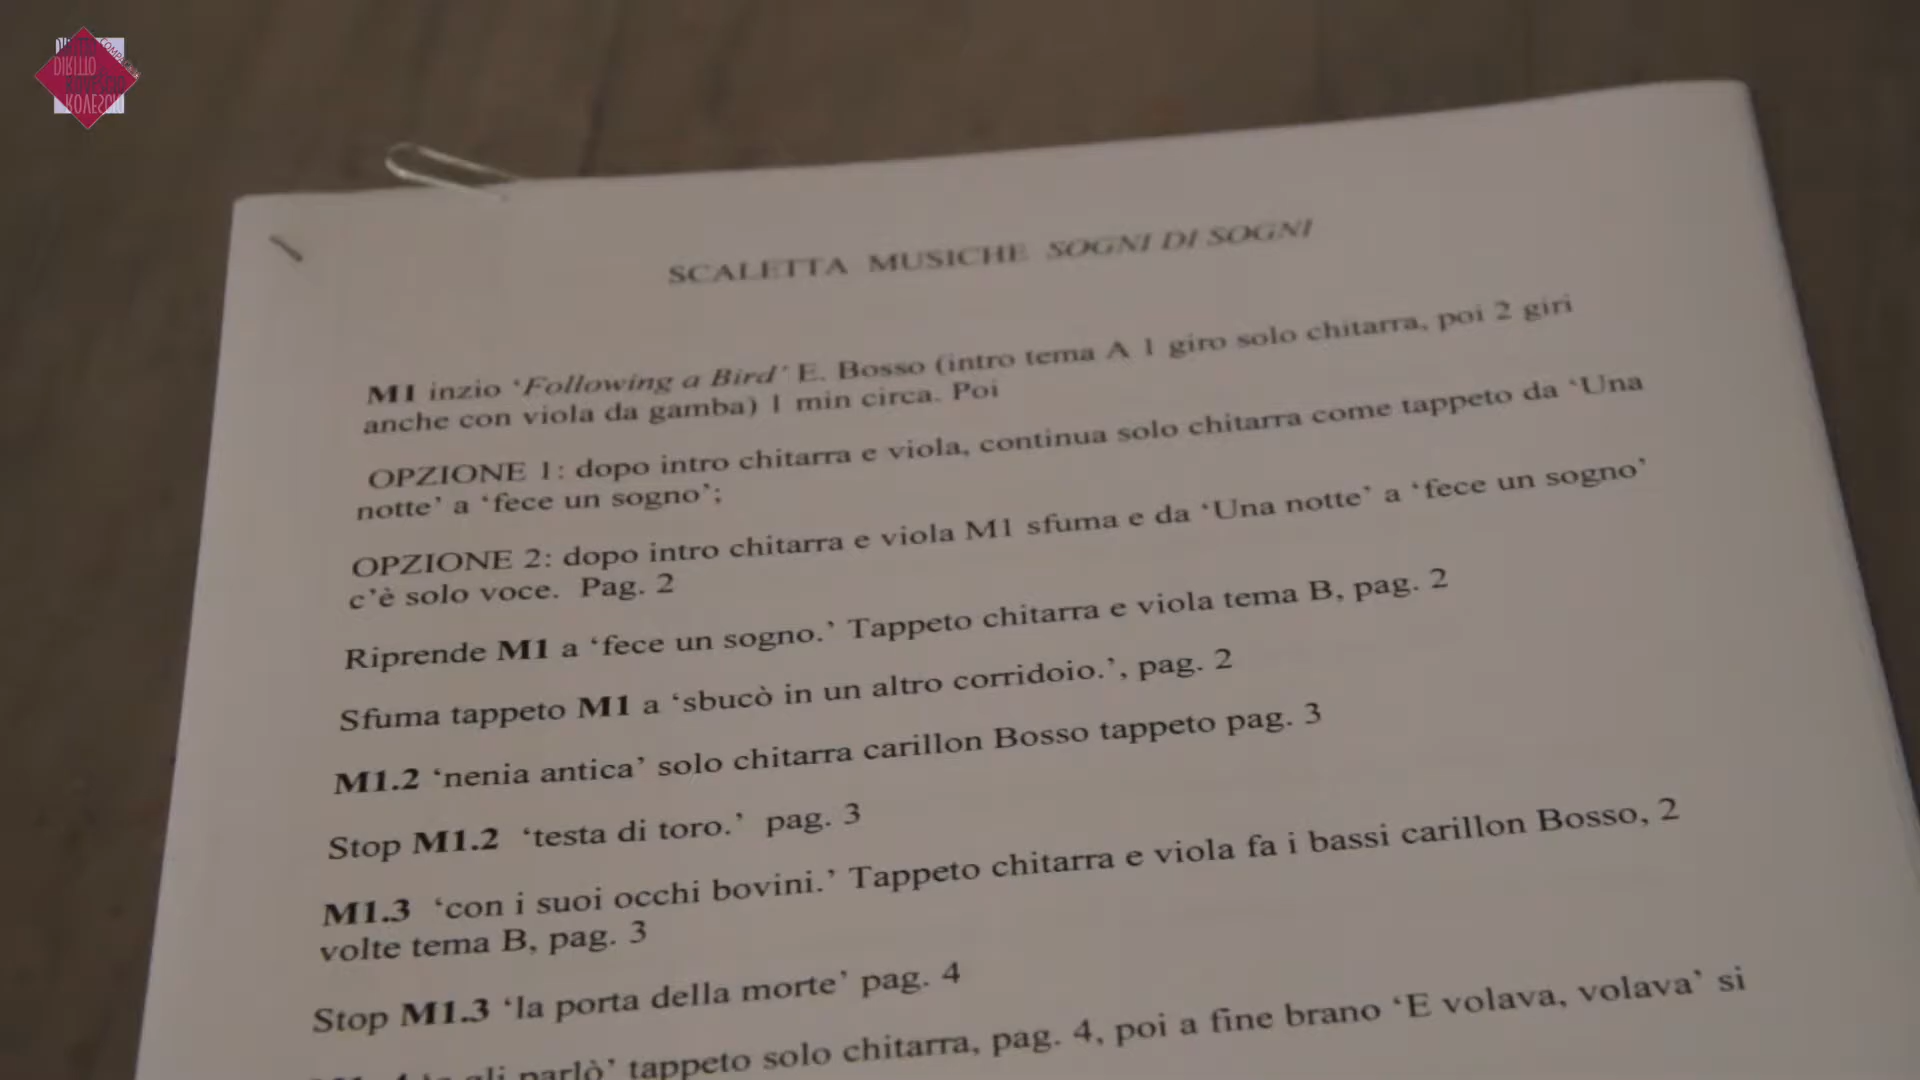 DIRITTO
ROVESCIO
SCALETTA MUSICHE SOGNI DI SOGNI
M1 inzio ‘Following a Bird’ E. Bosso (intro tema A 1 giro solo chitarra, poi 2 giri
anche con viola da gamba) 1 min circa. Poi
OPZIONE 1: dopo intro chitarra e viola, continua solo chitarra come tappeto da ‘Una
notte’ a ‘fece un sogno’;
OPZIONE 2: dopo intro chitarra e viola M1 sfuma e da ‘Una notte’ a ‘fece un sogno’
c’è solo voce. Pag. 2
Riprende M1 a ‘fece un sogno.’ Tappeto chitarra e viola tema B, pag. 2
Sfuma tappeto M1 a ‘sbucò in un altro corridoio.’, pag. 2
M1.2 ‘nenia antica’ solo chitarra carillon Bosso tappeto pag. 3
Stop M1.2 ‘testa di toro.’ pag. 3
M1.3 ‘con i suoi occhi bovini.’ Tappeto chitarra e viola fa i bassi carillon Bosso, 2
volte tema B, pag. 3
Stop M1.3 ‘la porta della morte’ pag. 4
gli parlò’ tappeto solo chitarra, pag. 4, poi a fine brano ‘E volava, volava’ si